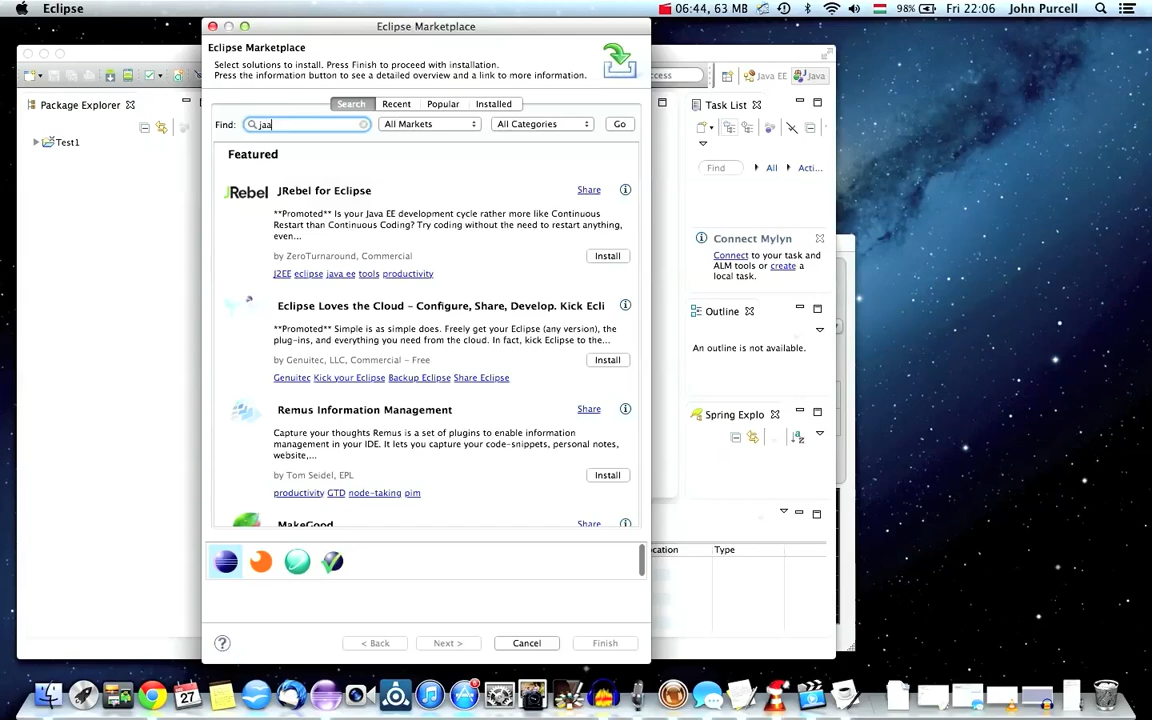 Eclipse
06:44, 63 MB
98%
Fri 22:06
John Purcell
Eclipse Marketplace
Eclipse Marketplace
Select solutions to install. Press Finish to proceed with installation.
Press the information button to see a detailed overview and a link to more information.
Search
Recent
Popular
Installed
Find:
jaa
All Markets
All Categories
Go
Featured
JRebel
JRebel for Eclipse
Share
**Promoted** Is your Java EE development cycle rather more like Continuous
Restart than Continuous Coding? Try coding without the need to restart anything,
even...
by ZeroTurnaround, Commercial
Install
J2EE eclipse java ee tools productivity
Eclipse Loves the Cloud – Configure, Share, Develop. Kick Ecli
**Promoted** Simple is as simple does. Freely get your Eclipse (any version), the
plug-ins, and everything you need from the cloud. In fact, kick Eclipse to the...
by Genuitec, LLC, Commercial – Free
Install
Genuitec Kick your Eclipse Backup Eclipse Share Eclipse
Remus Information Management
Share
Capture your thoughts Remus is a set of plugins to enable information
management in your IDE. It lets you capture your code-snippets, personal notes,
website,...
by Tom Seidel, EPL
Install
productivity GTD node-taking pim
MakeGood
Share
?
< Back
Next >
Cancel
Finish
Package Explorer
Test1
cess
Java EE
Java
Task List
Find
All
Acti...
Connect Mylyn
Connect to your task and
ALM tools or create a
local task.
Outline
An outline is not available.
Spring Explo
ocation
Type
27